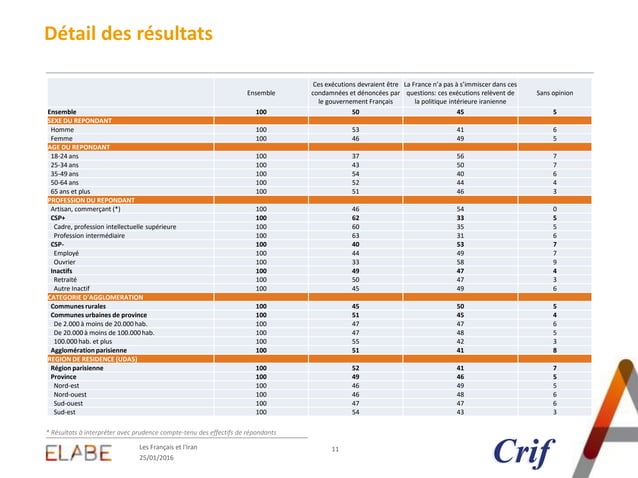 Détail des résultats
Ensemble | Ces exécutions devraient être condamnées et dénoncées par le gouvernement Français | La France n'a pas à s'immiscer dans ces questions: ces exécutions relèvent de la politique intérieure iranienne | Sans opinion
Ensemble 100 50 45 5
SEXE DU REPONDANT
Homme 100 53 41 6
Femme 100 46 49 5
AGE DU REPONDANT
18-24 ans 100 37 56 7
25-34 ans 100 43 50 7
35-49 ans 100 54 40 6
50-64 ans 100 52 44 4
65 ans et plus 100 51 46 3
PROFESSION DU REPONDANT
Artisan, commerçant (*) 100 46 54 0
CSP+ 100 62 33 5
Cadre, profession intellectuelle supérieure 100 60 35 5
Profession intermédiaire 100 63 31 6
CSP- 100 40 53 7
Employé 100 44 49 7
Ouvrier 100 33 58 9
Inactifs 100 49 47 4
Retraité 100 50 47 3
Autre Inactif 100 45 49 6
CATEGORIE D'AGGLOMERATION
Communes rurales 100 45 50 5
Communes urbaines de province 100 51 45 4
De 2.000 à moins de 20.000 hab. 100 47 47 6
De 20.000 à moins de 100.000 hab. 100 47 48 5
100.000 hab. et plus 100 55 42 3
Agglomération parisienne 100 51 41 8
REGION DE RESIDENCE (UDA5)
Région parisienne 100 52 41 7
Province 100 49 46 5
Nord-est 100 46 49 5
Nord-ouest 100 46 48 6
Sud-ouest 100 47 47 6
Sud-est 100 54 43 3
* Résultats à interpréter avec prudence compte-tenu des effectifs de répondants
ELABE
Les Français et l'Iran
25/01/2016
11
Crif